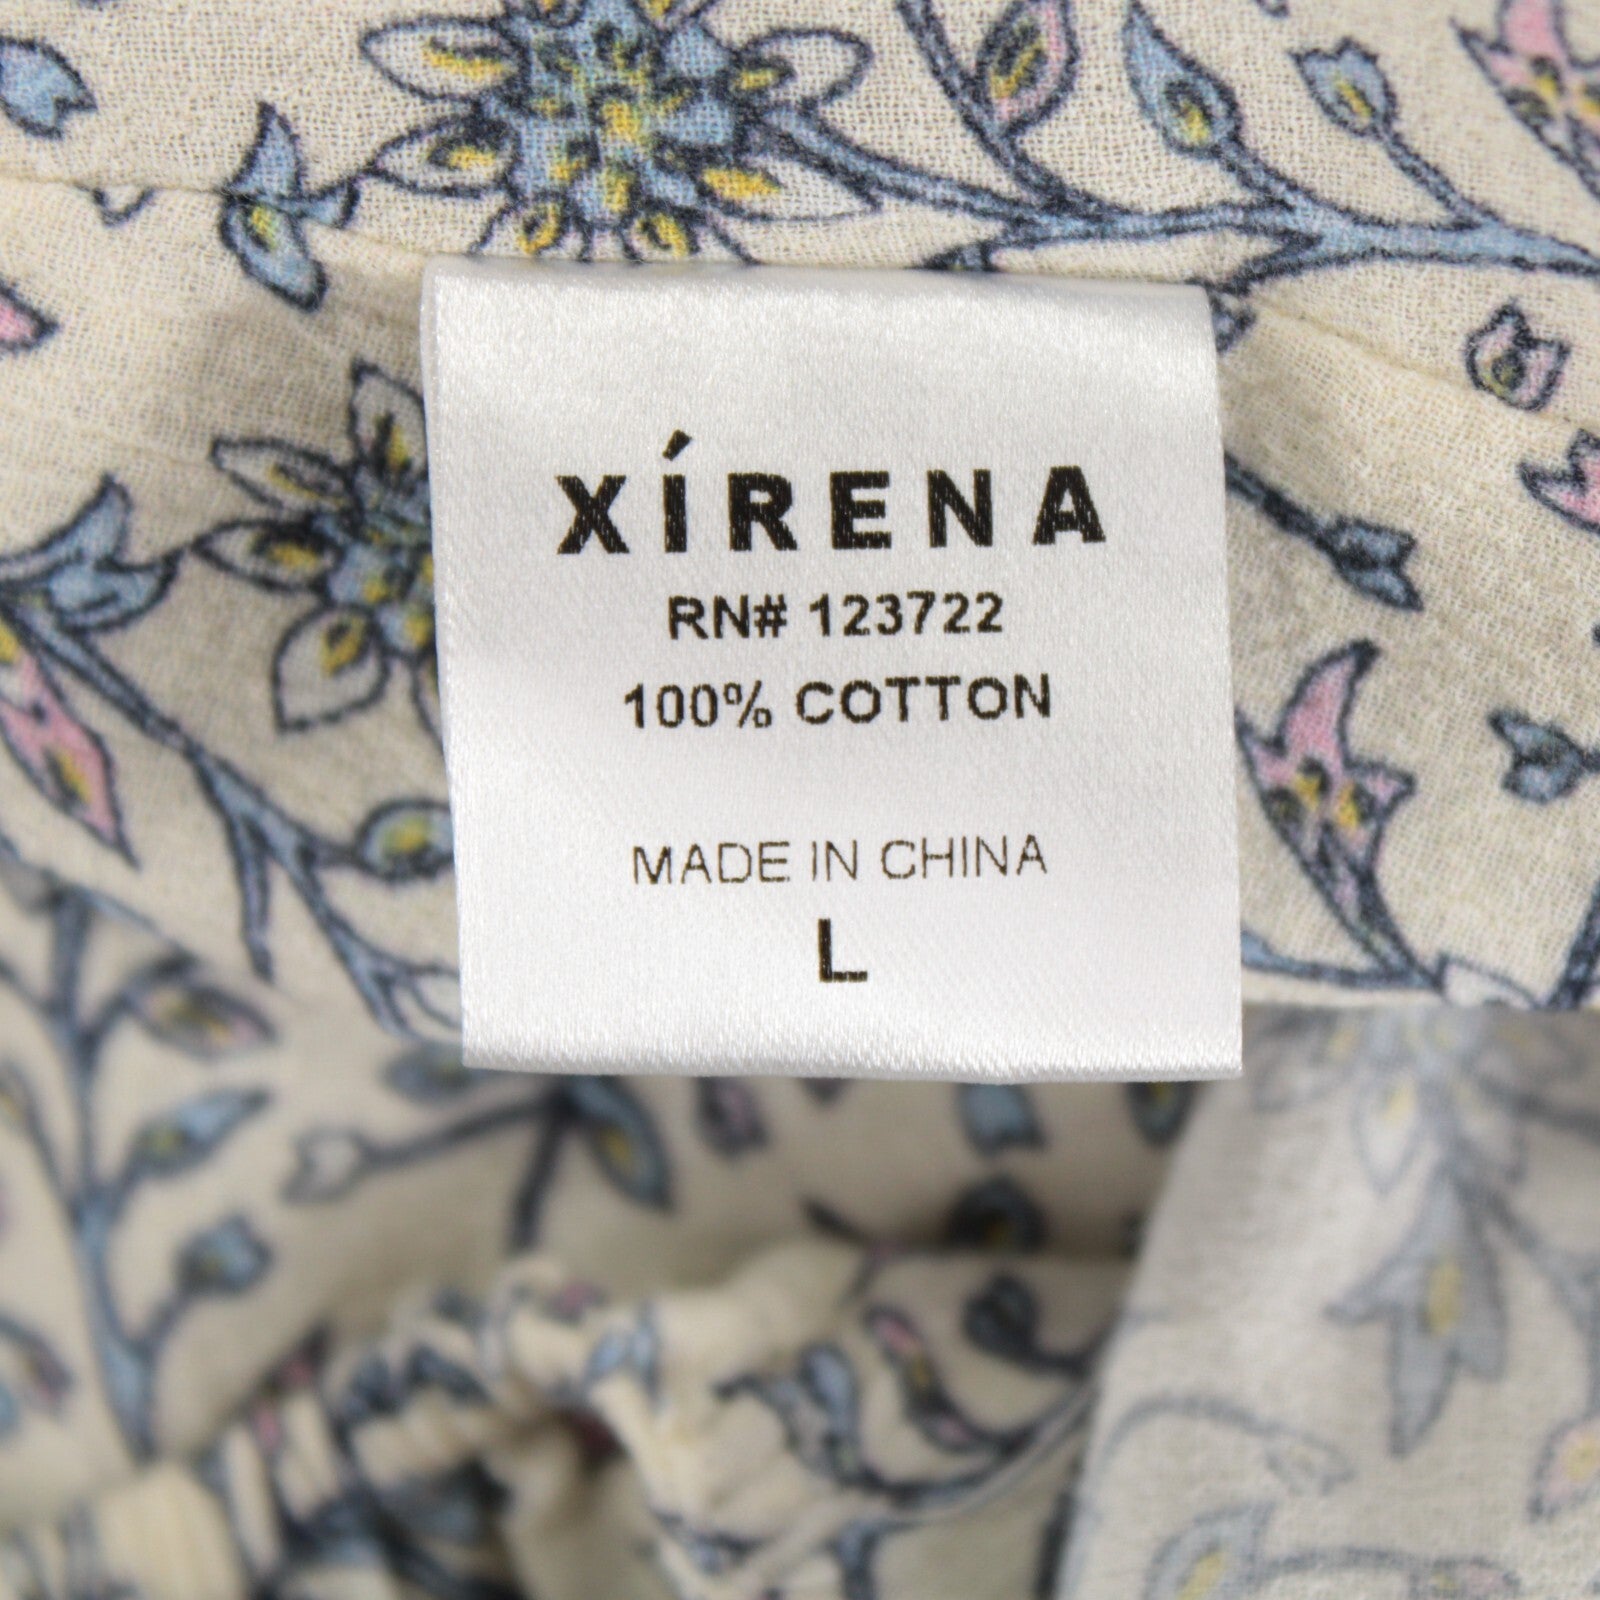 XÍRENA
RN# 123722
100% COTTON
MADE IN CHINA
L